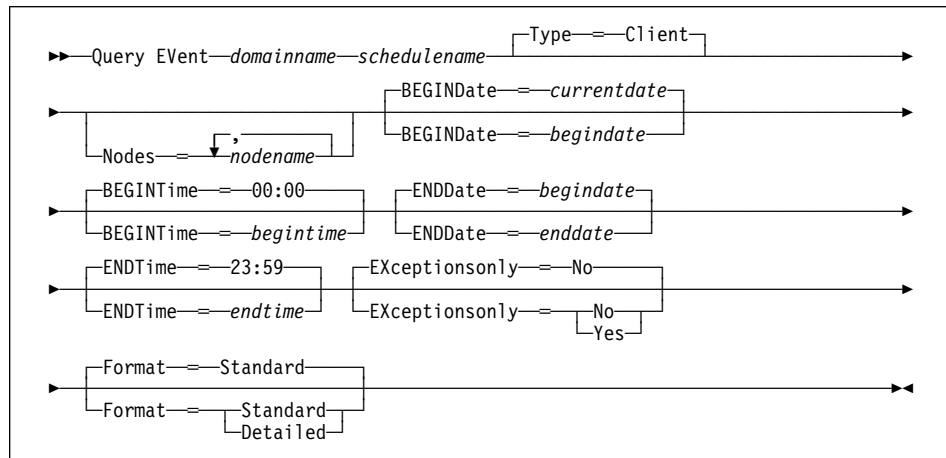 Type = Client
Query EVent domainname schedulename
BEGINDate = currentdate
BEGINDate = begindate
,
Nodes = nodename
BEGINTime = 00:00
BEGINTime = begintime
ENDDate = begindate
ENDDate = enddate
ENDTime = 23:59
ENDTime = endtime
EXceptionsonly = No
EXceptionsonly = No
Yes
Format = Standard
Format = Standard
Detailed